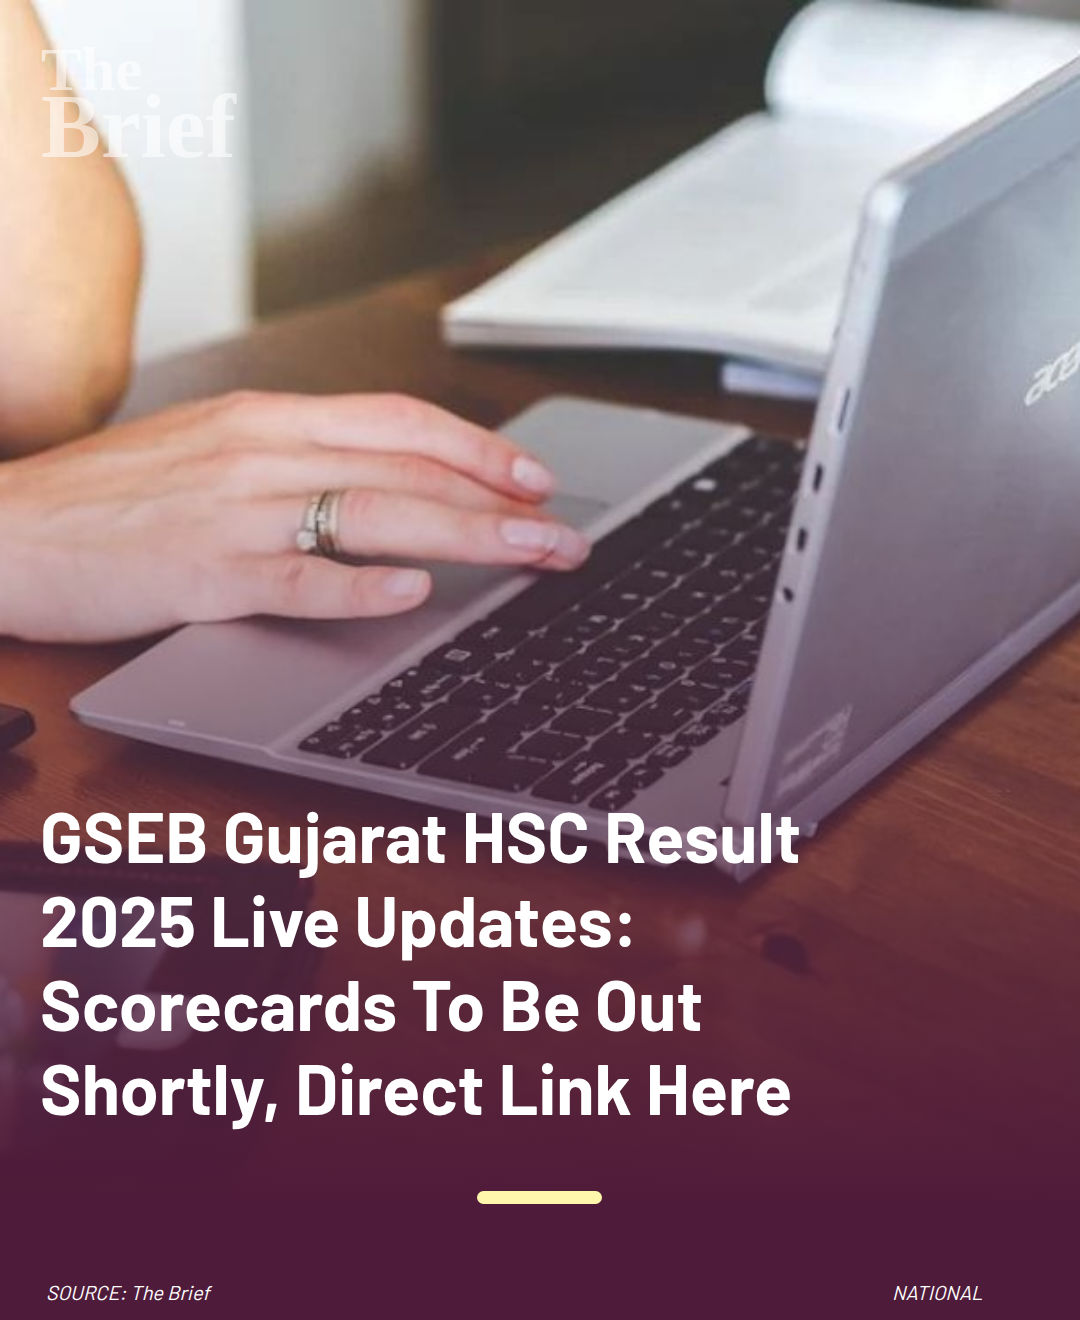 The
Brief
acer
GSEB Gujarat HSC Result
2025 Live Updates:
Scorecards To Be Out
Shortly, Direct Link Here
SOURCE: The Brief
NATIONAL